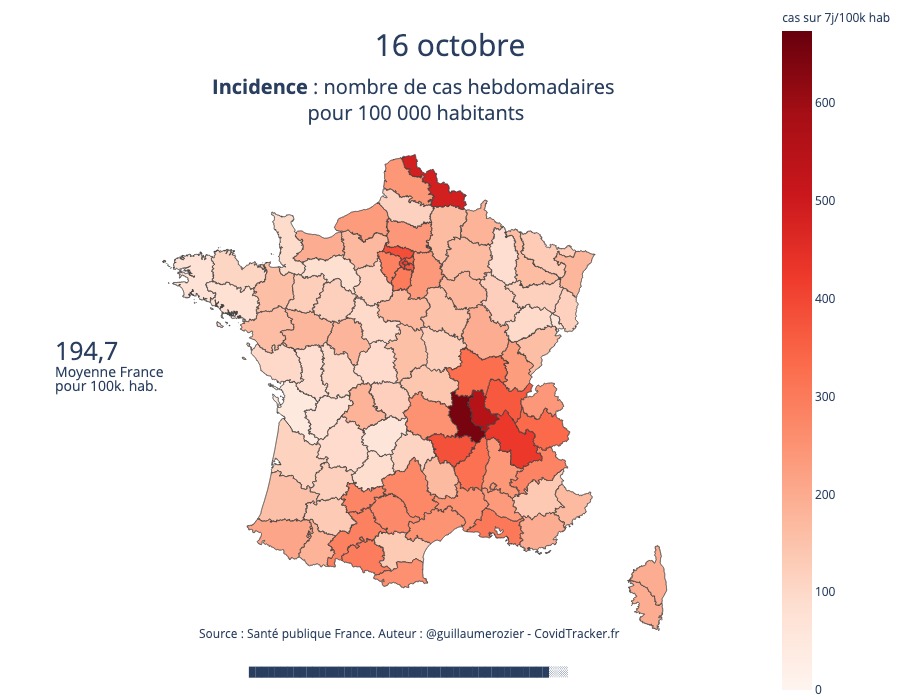 cas sur 7j/100k hab
16 octobre
Incidence : nombre de cas hebdomadaires
pour 100 000 habitants
600
500
400
300
200
100
0
194,7
Moyenne France
pour 100k. hab.
Source : Santé publique France. Auteur : @guillaumerozier - CovidTracker.fr